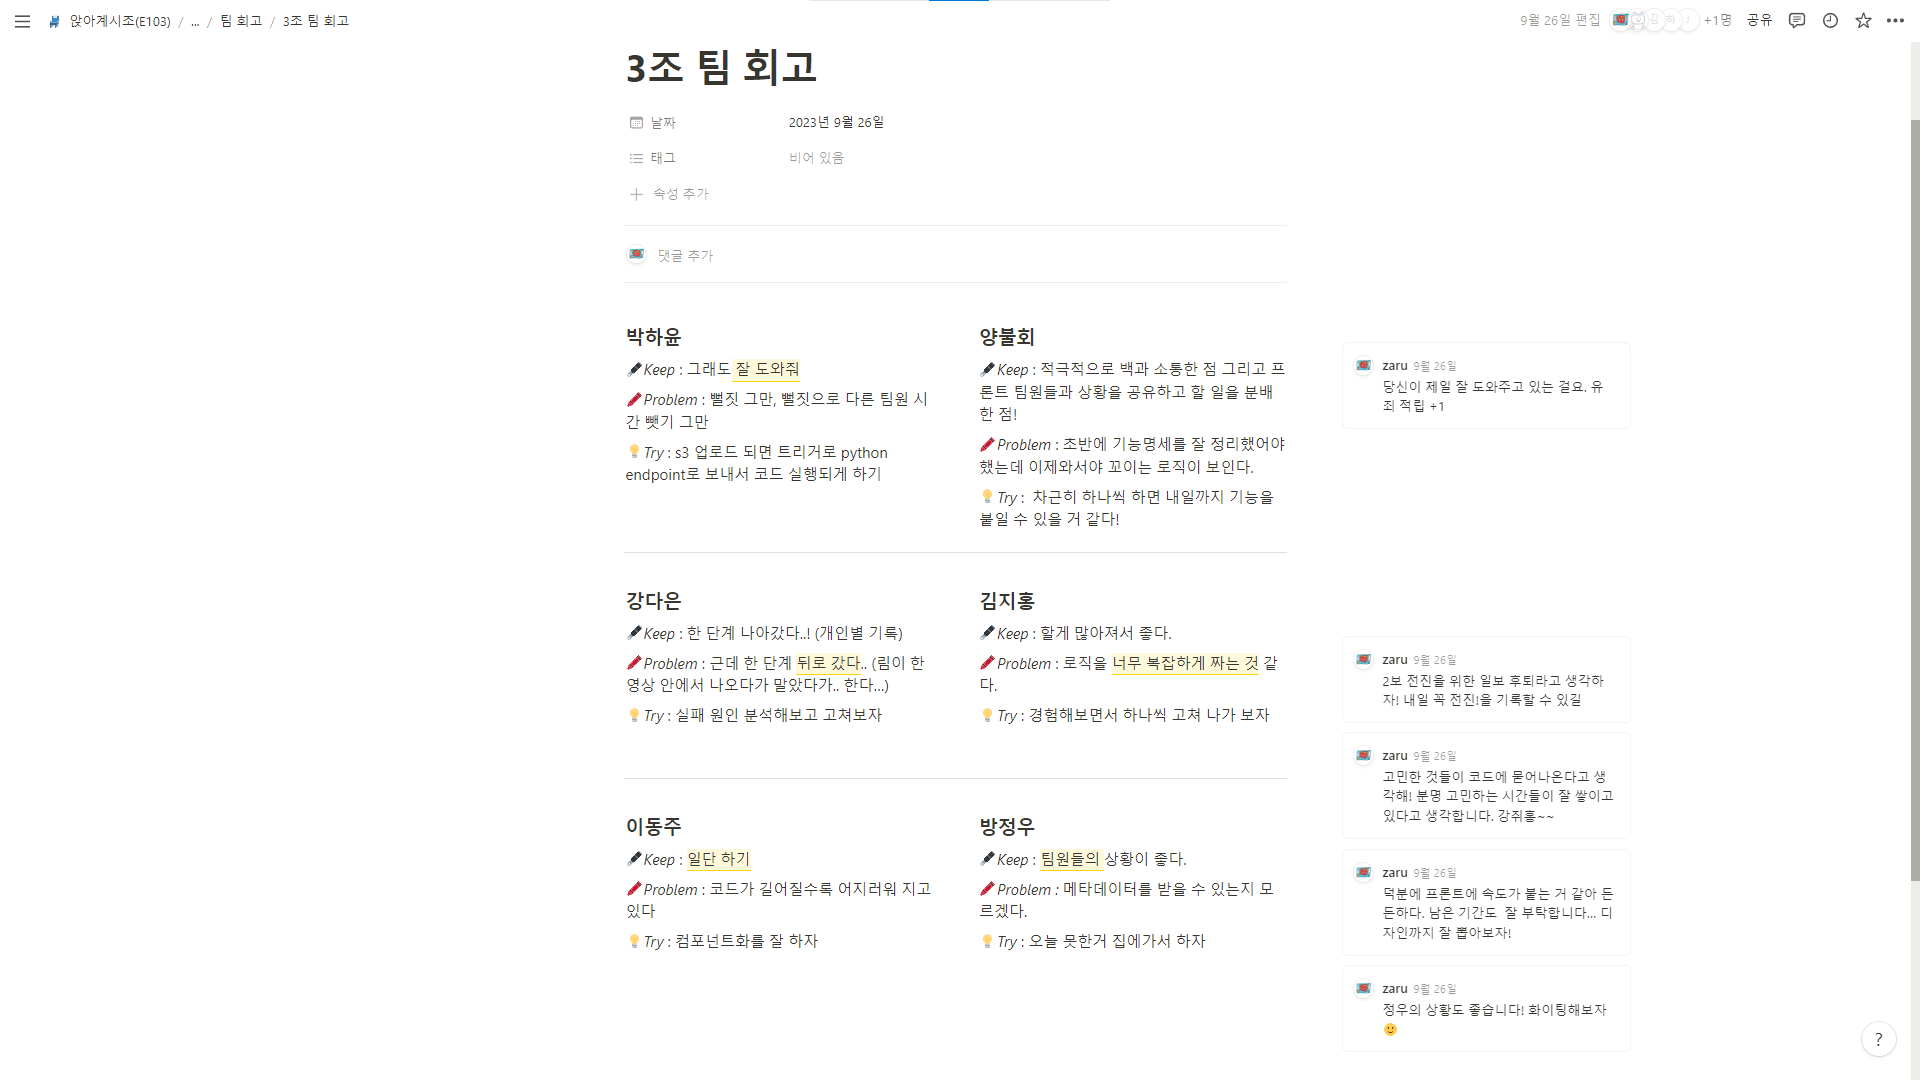 앉아계시조(E103) / ... / 팀 회고 / 3조 팀 회고
9월 26일 편집
김 하 J +1명 공유
3조 팀 회고
날짜 2023년 9월 26일
태그 비어 있음
속성 추가
댓글 추가
박하윤
Keep : 그래도 잘 도와줘
Problem : 뻘짓 그만, 뻘짓으로 다른 팀원 시
간 뺏기 그만
Try : s3 업로드 되면 트리거로 python
endpoint로 보내서 코드 실행되게 하기
양불회
Keep : 적극적으로 백과 소통한 점 그리고 프
론트 팀원들과 상황을 공유하고 할 일을 분배
한 점!
Problem : 초반에 기능명세를 잘 정리했어야
했는데 이제와서야 꼬이는 로직이 보인다.
Try : 차근히 하나씩 하면 내일까지 기능을
붙일 수 있을 거 같다!
zaru 9월 26일
당신이 제일 잘 도와주고 있는 걸요. 유
죄 적립 +1
강다은
Keep : 한 단계 나아갔다..! (개인별 기록)
Problem : 근데 한 단계 뒤로 갔다.. (림이 한
영상 안에서 나오다가 말았다가.. 한다...)
Try : 실패 원인 분석해보고 고쳐보자
김지홍
Keep : 할게 많아져서 좋다.
Problem : 로직을 너무 복잡하게 짜는 것 같
다.
Try : 경험해보면서 하나씩 고쳐 나가 보자
zaru 9월 26일
2보 전진을 위한 일보 후퇴라고 생각하
자! 내일 꼭 전진!을 기록할 수 있길
zaru 9월 26일
고민한 것들이 코드에 묻어나온다고 생
각해! 분명 고민하는 시간들이 잘 쌓이고
있다고 생각합니다. 강쥐홍~~
이동주
Keep : 일단 하기
Problem : 코드가 길어질수록 어지러워 지고
있다
Try : 컴포넌트화를 잘 하자
방정우
Keep : 팀원들의 상황이 좋다.
Problem : 메타데이터를 받을 수 있는지 모
르겠다.
Try : 오늘 못한거 집에가서 하자
zaru 9월 26일
덕분에 프론트에 속도가 붙는 거 같아 든
든하다. 남은 기간도 잘 부탁합니다... 디
자인까지 잘 뽑아보자!
zaru 9월 26일
정우의 상황도 좋습니다! 화이팅해보자
🙂
?